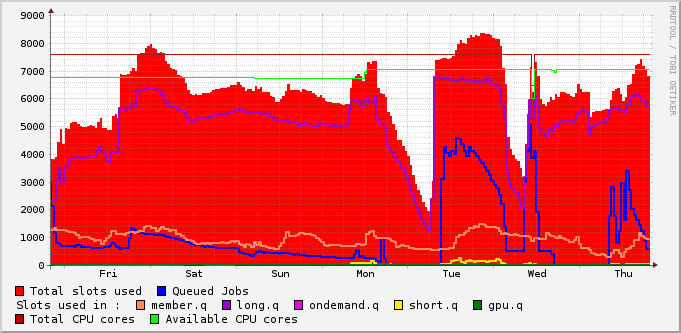 9000
8000
7000
6000
5000
4000
3000
2000
1000
0
Fri Sat Sun Mon Tue Wed Thu
RRDTOOL / TOBI OETIKER
Total slots used Queued Jobs
Slots used in : member.q long.q ondemand.q short.q gpu.q
Total CPU cores Available CPU cores